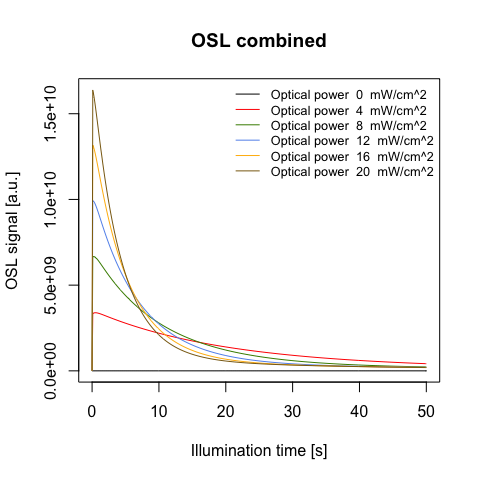 OSL combined
Optical power 0 mW/cm^2
Optical power 4 mW/cm^2
Optical power 8 mW/cm^2
Optical power 12 mW/cm^2
Optical power 16 mW/cm^2
Optical power 20 mW/cm^2
OSL signal [a.u.]
1.5e+10
1.0e+10
5.0e+09
0.0e+00
0 10 20 30 40 50
Illumination time [s]